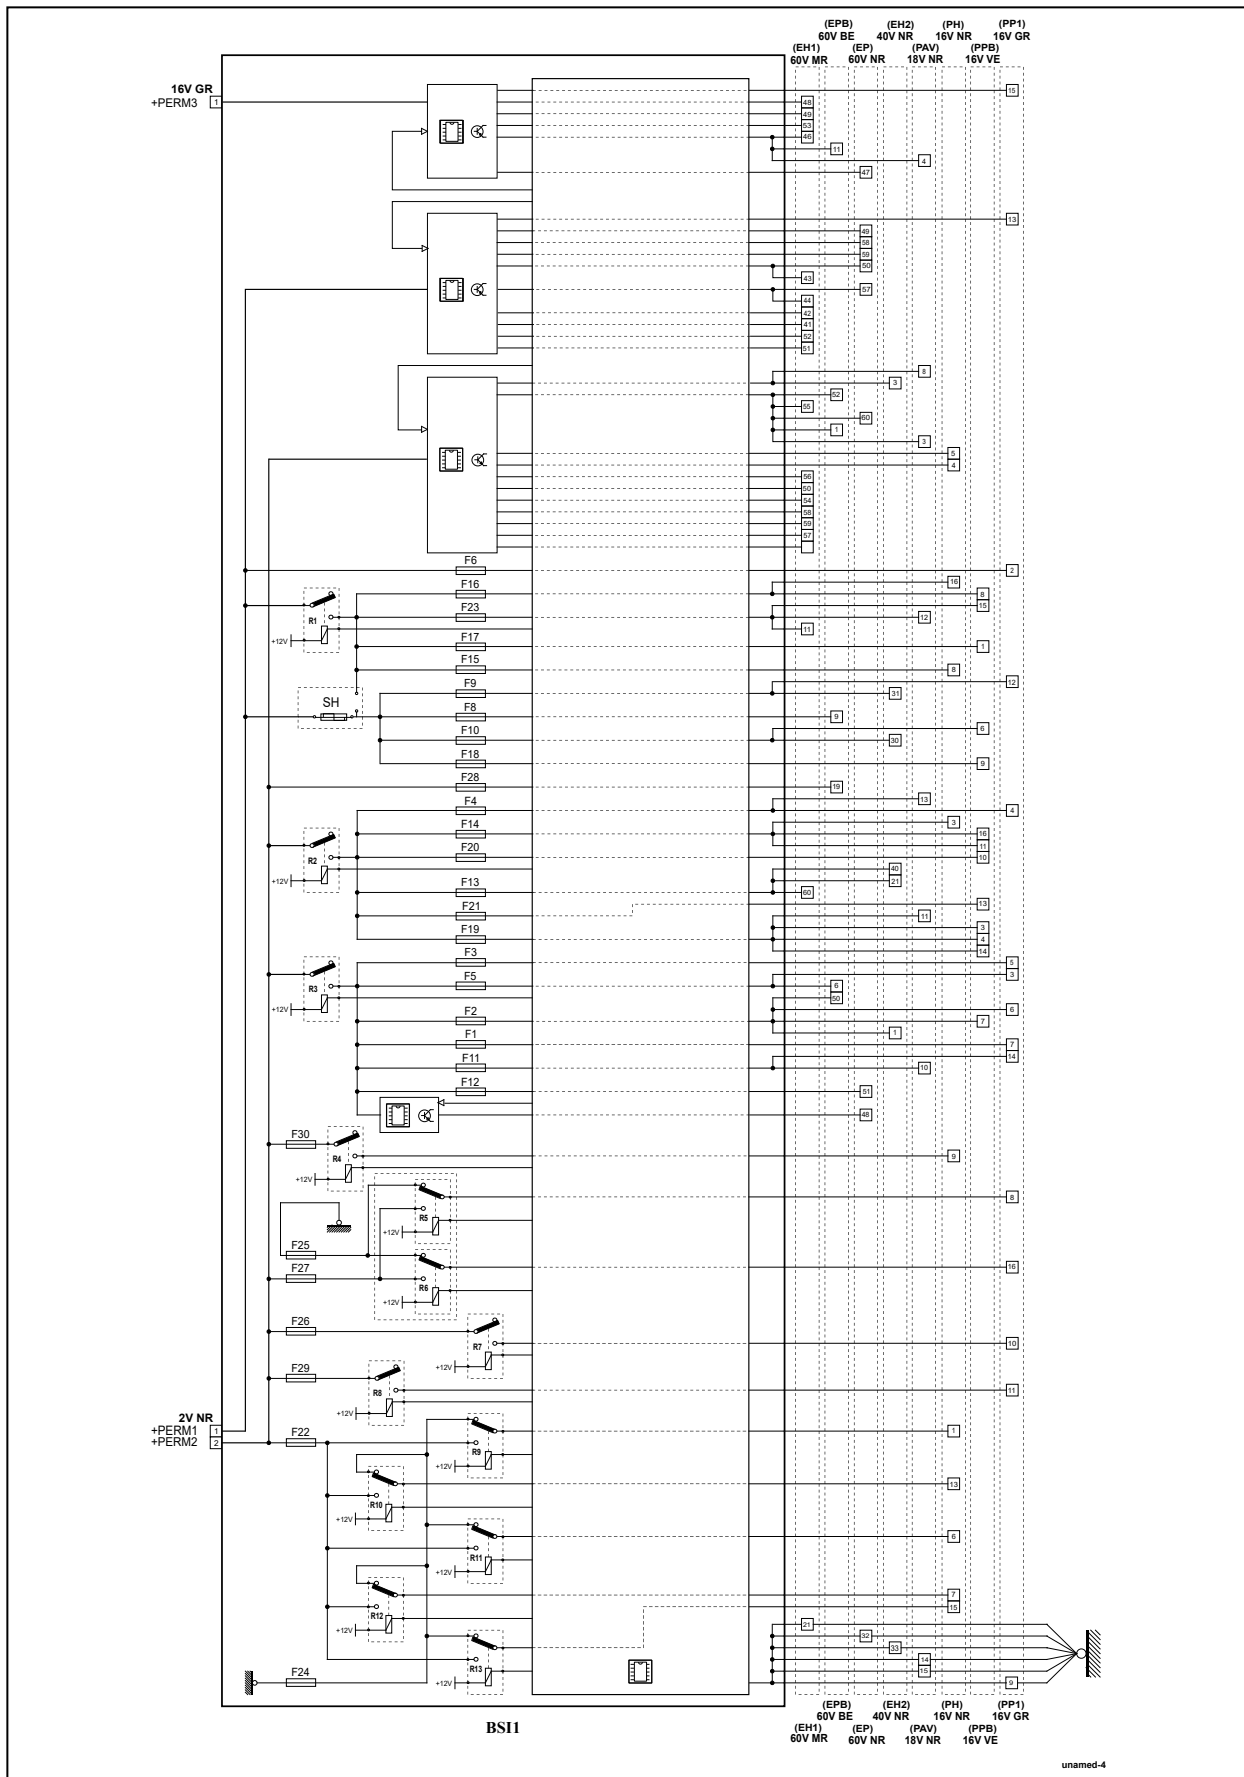 (EPB) (EH2) (PH) (PP1)
60V BE 40V NR 16V NR 16V GR
(EH1) (EP) (PAV) (PPB)
60V MR 60V NR 18V NR 16V VE
16V GR
+PERM3 1
15
48
49
53
46
11
4
47
13
49
58
59
50
43
57
44
42
41
52
51
8
3
52
55
60
1
3
5
4
56
50
54
58
59
57
F6 2
16
F16 8
15
R1 F23 12
+12V 11
F17 1
F15 8
12
F9 31
SH
F8 9
6
F10 30
F18 9
F28 19
13
F4 4
3
F14 16
11
R2 F20 10
40
+12V 21
F13 60
13
F21 11
3
F19 4
14
F3 5
3
R3 F5 6
50
+12V 6
F2 7
1
F1 7
14
F11 10
F12 51
48
F30
R4 9
+12V
8
R5
+12V
F25
16
F27
R6
+12V
F26
R7 10
+12V
F29
R8 11
+12V
2V NR
+PERM1 1 1
+PERM2 2 F22
R9
+12V
13
R10
+12V
6
R11
+12V
7
15
R12
21
+12V 32
33
14
R13 15
F24 +12V 9
BSI1
(EPB) (EH2) (PH) (PP1)
60V BE 40V NR 16V NR 16V GR
(EH1) (EP) (PAV) (PPB)
60V MR 60V NR 18V NR 16V VE
unamed-4